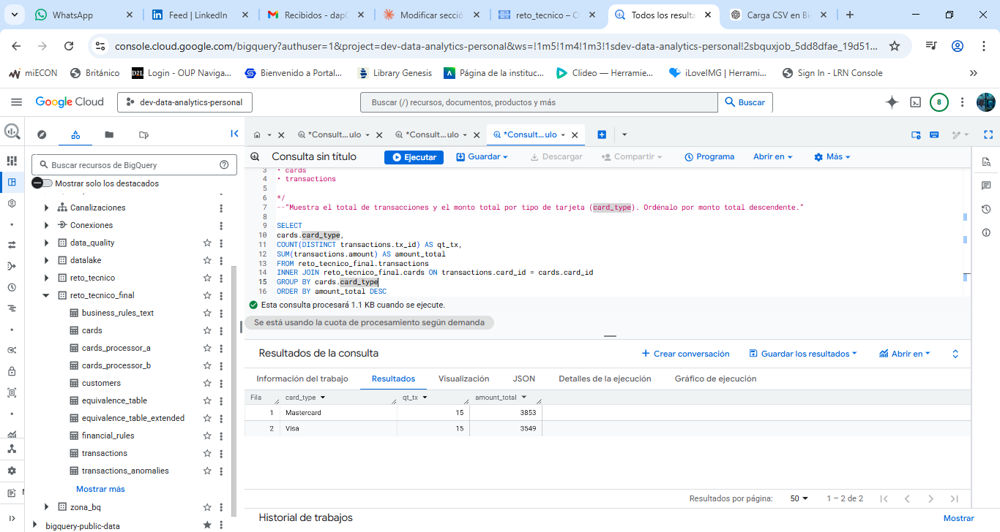 WhatsApp
Feed | LinkedIn
Recibidos - dap0
Modificar secció
reto_tecnico – C
Todos los resulta
Carga CSV en Bi
console.cloud.google.com/bigquery?authuser=1&project=dev-data-analytics-personal&ws=!1m5!1m4!1m3!1sdev-data-analytics-personal!2sbquxjob_5dd8dfae_19d51...
miECON
Británico
D2L Login - OUP Naviga...
Bienvenido a Portal...
Library Genesis
Página de la instituc...
Clideo — Herramie...
iLoveIMG | Herrami...
Sign In - LRN Console
Google Cloud
dev-data-analytics-personal
Buscar (/) recursos, documentos, productos y más
Buscar
8
*Consult...ulo
*Consult...ulo
*Consult...ulo
Buscar recursos de BigQuery
Mostrar solo los destacados
Canalizaciones
Conexiones
data_quality
datalake
reto_tecnico
reto_tecnico_final
business_rules_text
cards
cards_processor_a
cards_processor_b
customers
equivalence_table
equivalence_table_extended
financial_rules
transactions
transactions_anomalies
Mostrar más
zona_bq
bigquery-public-data
Consulta sin título
Ejecutar
Guardar
Descargar
Compartir
Programa
Abrir en
Más
3 • cards
4 • transactions
5
6 */
7 --“Muestra el total de transacciones y el monto total por tipo de tarjeta (card_type). Ordénalo por monto total descendente.”
8
9 SELECT
10 cards.card_type,
11 COUNT(DISTINCT transactions.tx_id) AS qt_tx,
12 SUM(transactions.amount) AS amount_total
13 FROM reto_tecnico_final.transactions
14 INNER JOIN reto_tecnico_final.cards ON transactions.card_id = cards.card_id
15 GROUP BY cards.card_type
16 ORDER BY amount_total DESC
Esta consulta procesará 1.1 KB cuando se ejecute.
Se está usando la cuota de procesamiento según demanda
Resultados de la consulta
Crear conversación
Guardar los resultados
Abrir en
Información del trabajo
Resultados
Visualización
JSON
Detalles de la ejecución
Gráfico de ejecución
Fila card_type qt_tx amount_total
1 Mastercard 15 3853
2 Visa 15 3549
Resultados por página: 50 1 – 2 de 2
Historial de trabajos
Mostrar